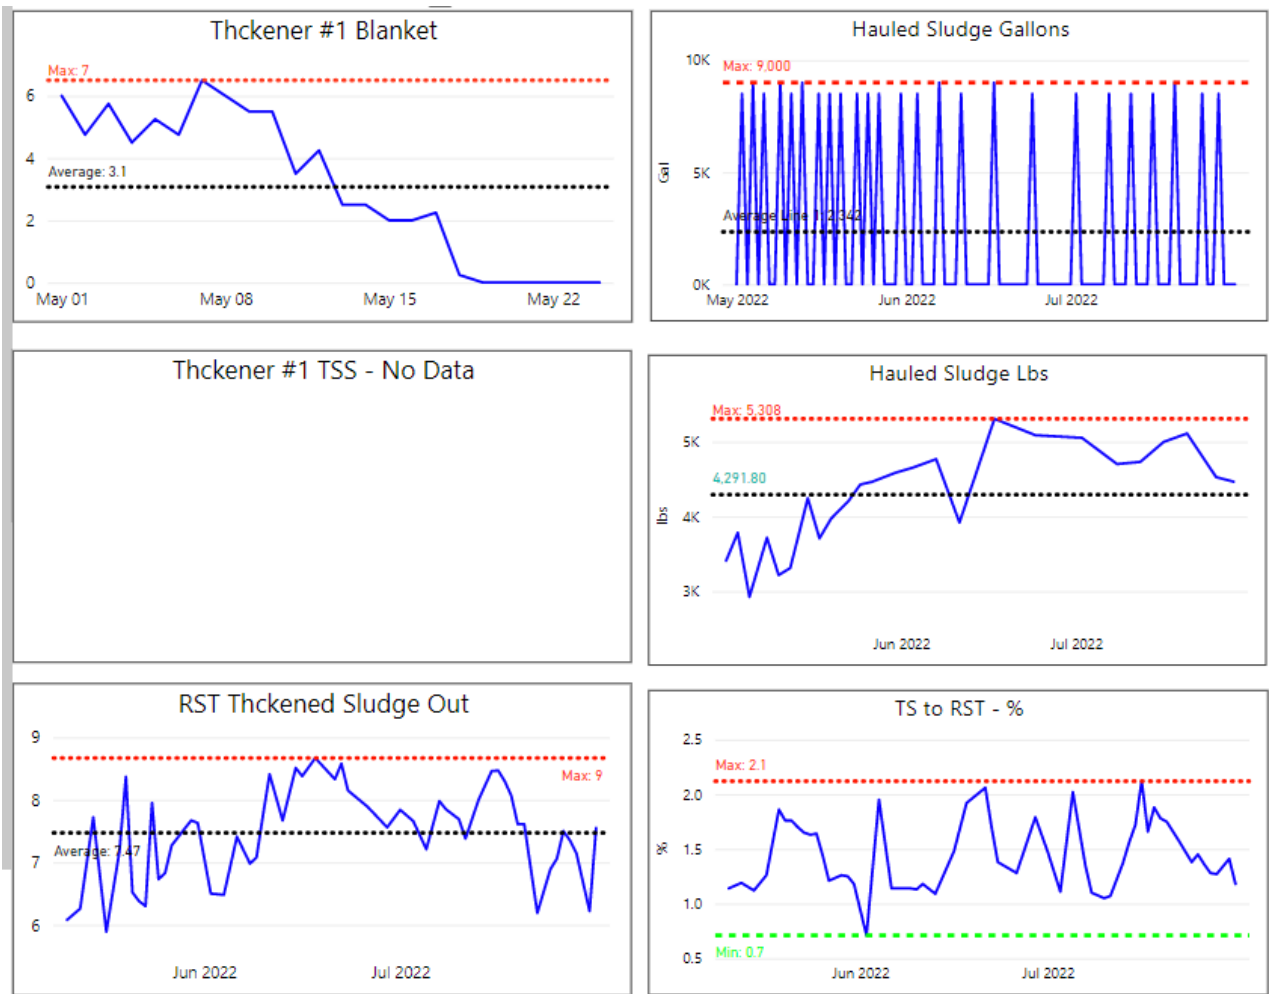 Thckener #1 Blanket
Max: 7
6
4
Average: 3.1
2
0
May 01 May 08 May 15 May 22
Hauled Sludge Gallons
10K
Max: 9,000
Gal
5K
Average Line 1: 2,342
0K
May 2022 Jun 2022 Jul 2022
Thckener #1 TSS - No Data
Hauled Sludge Lbs
Max: 5,308
5K
4,291.80
4K
lbs
3K
Jun 2022 Jul 2022
RST Thckened Sludge Out
9
Max: 9
8
Average: 7.47
7
6
Jun 2022 Jul 2022
TS to RST - %
2.5
Max: 2.1
2.0
1.5
%
1.0
Min: 0.7
0.5
Jun 2022 Jul 2022